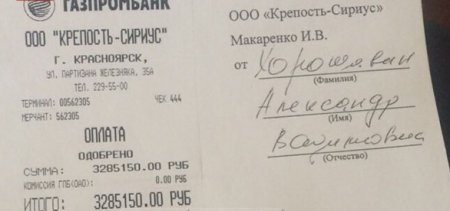 ГАЗПРОМБАНК
ООО "КРЕПОСТЬ-СИРИУС"
Г. КРАСНОЯРСК,
УЛ. ПАРТИЗАНА ЖЕЛЕЗНЯКА, 35А
ТЕЛ. 229-55-00
ТЕРМИНАЛ: 00562305 ЧЕК 444
МЕРЧАНТ: 562305
ОПЛАТА
ОДОБРЕНО
СУММА: 3285150.00 РУБ
КОМИССИЯ ГПБ(ОАО): 0.00 РУБ
ИТОГО: 3285150.00 РУБ
ООО «Крепость-Сириус»
Макаренко И.В.
от
(Фамилия)
Александр
(Имя)
(Отчество)